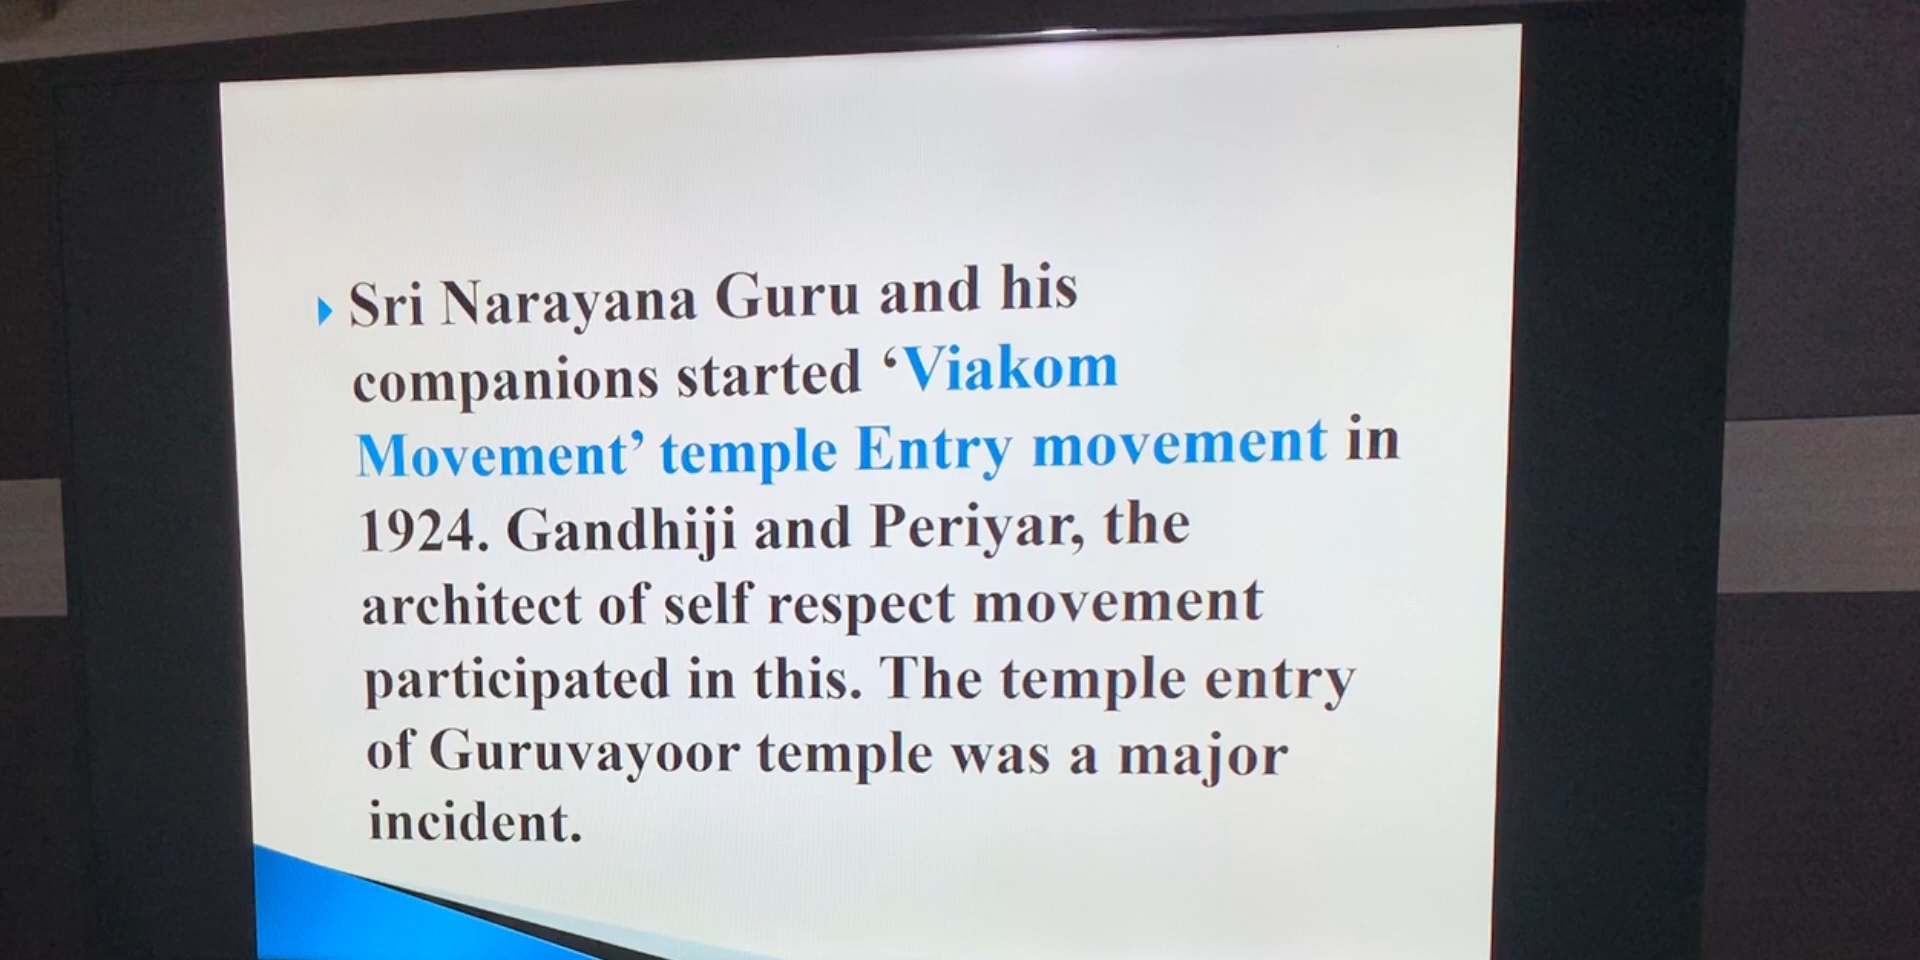 Sri Narayana Guru and his
companions started ‘Viakom
Movement’ temple Entry movement in
1924. Gandhiji and Periyar, the
architect of self respect movement
participated in this. The temple entry
of Guruvayoor temple was a major
incident.